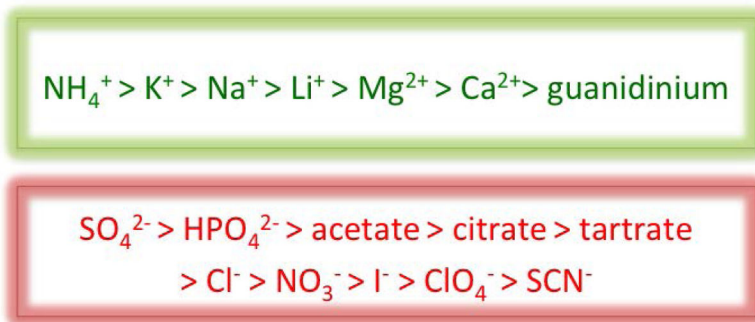 NH₄⁺ > K⁺ > Na⁺ > Li⁺ > Mg²⁺ > Ca²⁺> guanidinium
SO₄²⁻ > HPO₄²⁻ > acetate > citrate > tartrate
> Cl⁻ > NO₃⁻ > I⁻ > ClO₄⁻ > SCN⁻